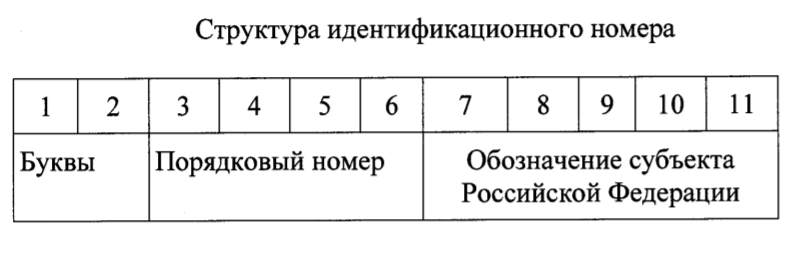 Структура идентификационного номера
1 2 3 4 5 6 7 8 9 10 11
Буквы Порядковый номер Обозначение субъекта
Российской Федерации